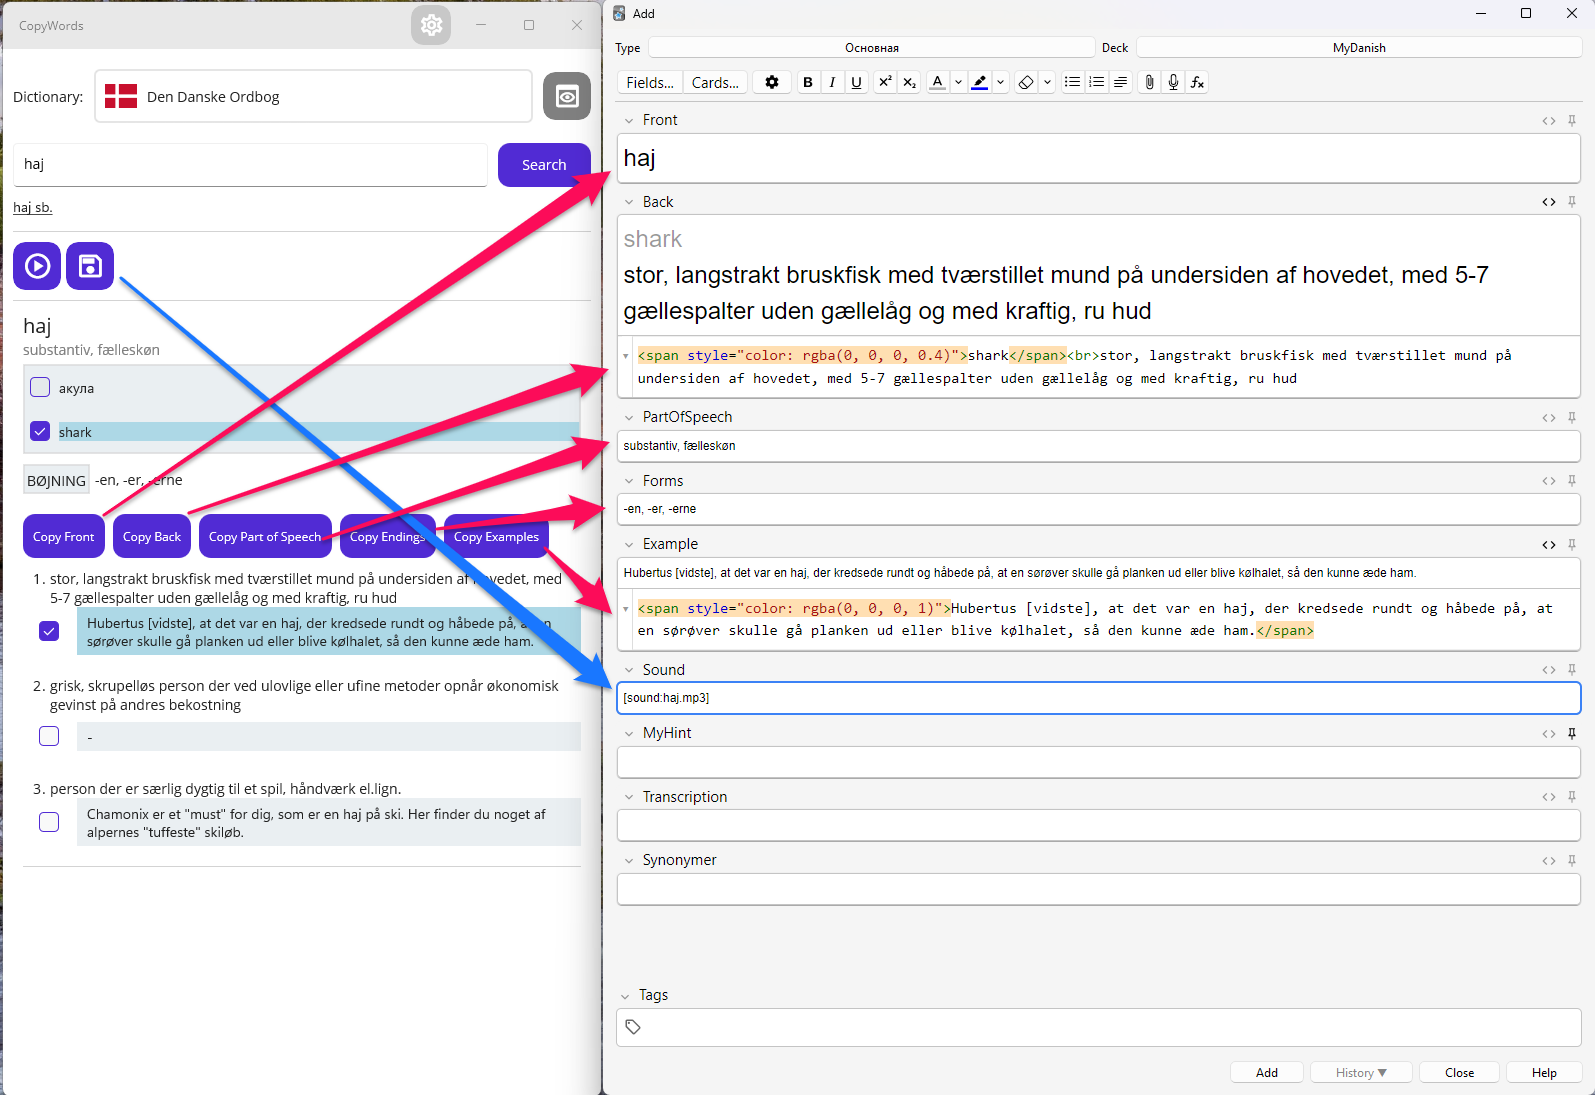 CopyWords
Dictionary:
Den Danske Ordbog
haj
Search
haj sb.
haj
substantiv, fælleskøn
акула
shark
BØJNING -en, -er, -erne
Copy Front
Copy Back
Copy Part of Speech
Copy Endings
Copy Examples
1. stor, langstrakt bruskfisk med tværstillet mund på undersiden af hovedet, med
5-7 gællespalter uden gællelåg og med kraftig, ru hud
Hubertus [vidste], at det var en haj, der kredsede rundt og håbede på, at en
sørøver skulle gå planken ud eller blive kølhalet, så den kunne æde ham.
2. grisk, skrupelløs person der ved ulovlige eller ufine metoder opnår økonomisk
gevinst på andres bekostning
-
3. person der er særlig dygtig til et spil, håndværk el.lign.
Chamonix er et "must" for dig, som er en haj på ski. Her finder du noget af
alpernes "tuffeste" skiløb.
Add
Type
Основная
Deck
MyDanish
Fields...
Cards...
B I U x² x₂ A fx
Front
haj
Back
shark
stor, langstrakt bruskfisk med tværstillet mund på undersiden af hovedet, med 5-7
gællespalter uden gællelåg og med kraftig, ru hud
<span style="color: rgba(0, 0, 0, 0.4)">shark</span><br>stor, langstrakt bruskfisk med tværstillet mund på
undersiden af hovedet, med 5-7 gællespalter uden gællelåg og med kraftig, ru hud
PartOfSpeech
substantiv, fælleskøn
Forms
-en, -er, -erne
Example
Hubertus [vidste], at det var en haj, der kredsede rundt og håbede på, at en sørøver skulle gå planken ud eller blive kølhalet, så den kunne æde ham.
<span style="color: rgba(0, 0, 0, 1)">Hubertus [vidste], at det var en haj, der kredsede rundt og håbede på, at
en sørøver skulle gå planken ud eller blive kølhalet, så den kunne æde ham.</span>
Sound
[sound:haj.mp3]
MyHint
Transcription
Synonymer
Tags
Add
History ▼
Close
Help